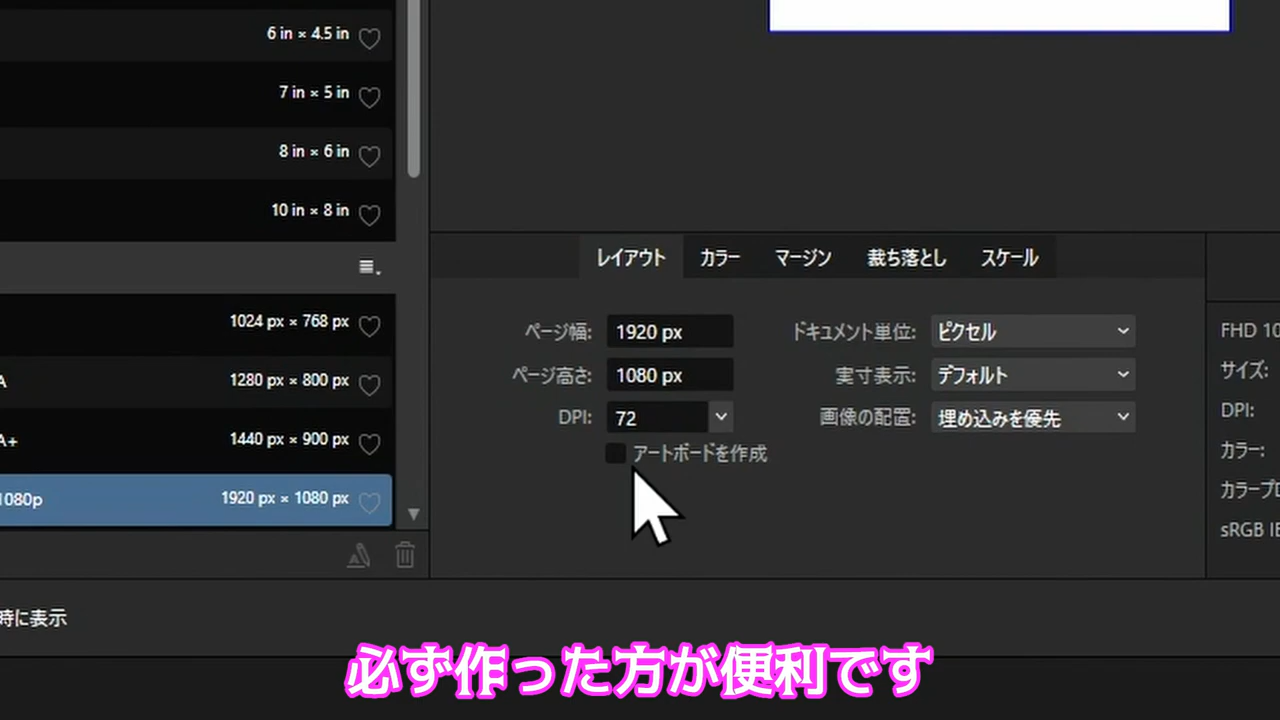 6 in × 4.5 in
7 in × 5 in
8 in × 6 in
10 in × 8 in
1024 px × 768 px
A 1280 px × 800 px
A+ 1440 px × 900 px
1080p 1920 px × 1080 px
時に表示
レイアウト カラー マージン 裁ち落とし スケール
ページ幅: 1920 px ドキュメント単位: ピクセル
ページ高さ: 1080 px 実寸表示: デフォルト
DPI: 72 画像の配置: 埋め込みを優先
アートボードを作成
FHD 10
サイズ:
DPI:
カラー:
カラープロ
sRGB IE
必ず作った方が便利です